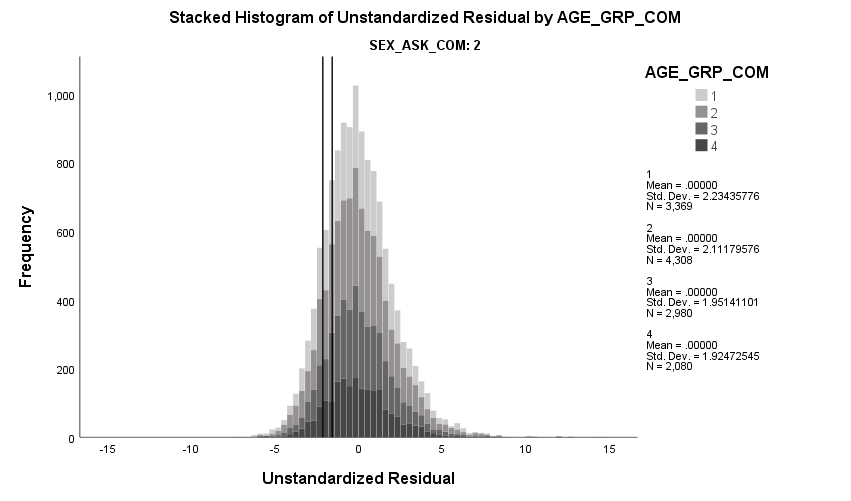 Stacked Histogram of Unstandardized Residual by AGE_GRP_COM
SEX_ASK_COM: 2
AGE_GRP_COM
1
2
3
4
1
Mean = .00000
Std. Dev. = 2.23435776
N = 3,369
2
Mean = .00000
Std. Dev. = 2.11179576
N = 4,308
3
Mean = .00000
Std. Dev. = 1.95141101
N = 2,980
4
Mean = .00000
Std. Dev. = 1.92472545
N = 2,080
Frequency
1,000
800
600
400
200
0
-15 -10 -5 0 5 10 15
Unstandardized Residual